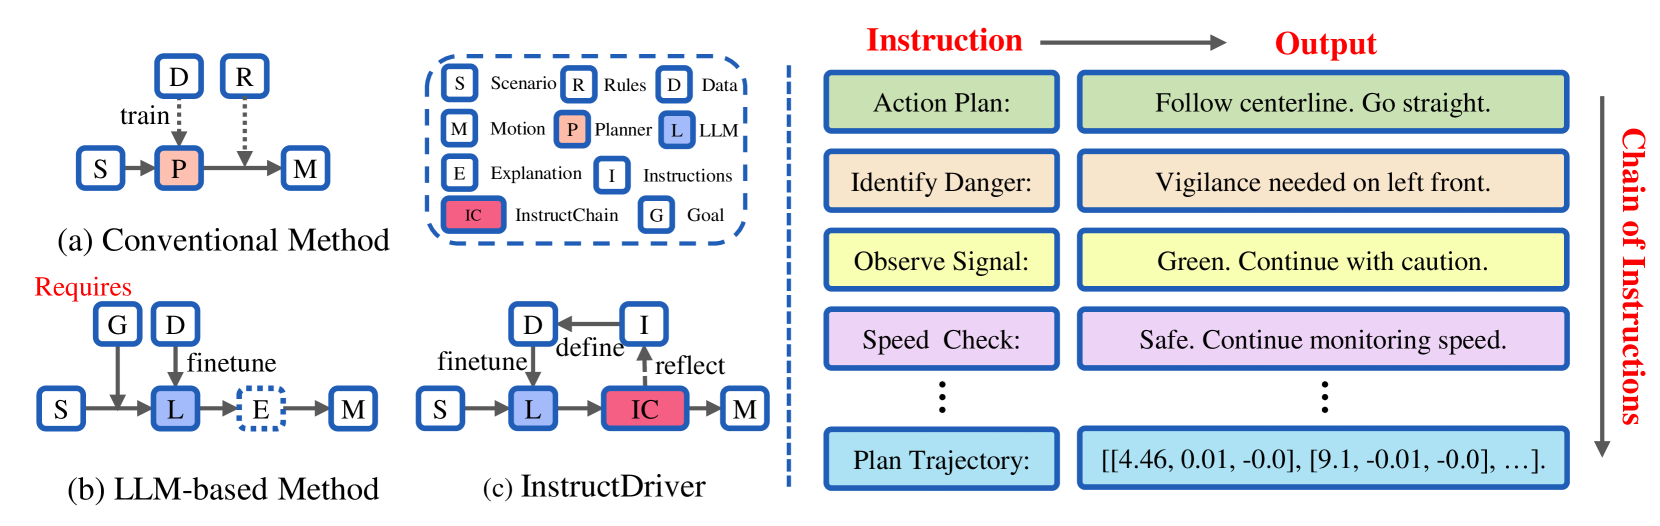 D R
train
S P M
(a) Conventional Method
S Scenario R Rules D Data
M Motion P Planner L LLM
E Explanation I Instructions
IC InstructChain G Goal
Requires
G D
finetune
S L E M
(b) LLM-based Method
D I
define
finetune
reflect
S L IC M
(c) InstructDriver
Instruction Output
Action Plan: Follow centerline. Go straight.
Identify Danger: Vigilance needed on left front.
Observe Signal: Green. Continue with caution.
Speed Check: Safe. Continue monitoring speed.
⋮ ⋮
Plan Trajectory: [[4.46, 0.01, -0.0], [9.1, -0.01, -0.0], …].
Chain of Instructions